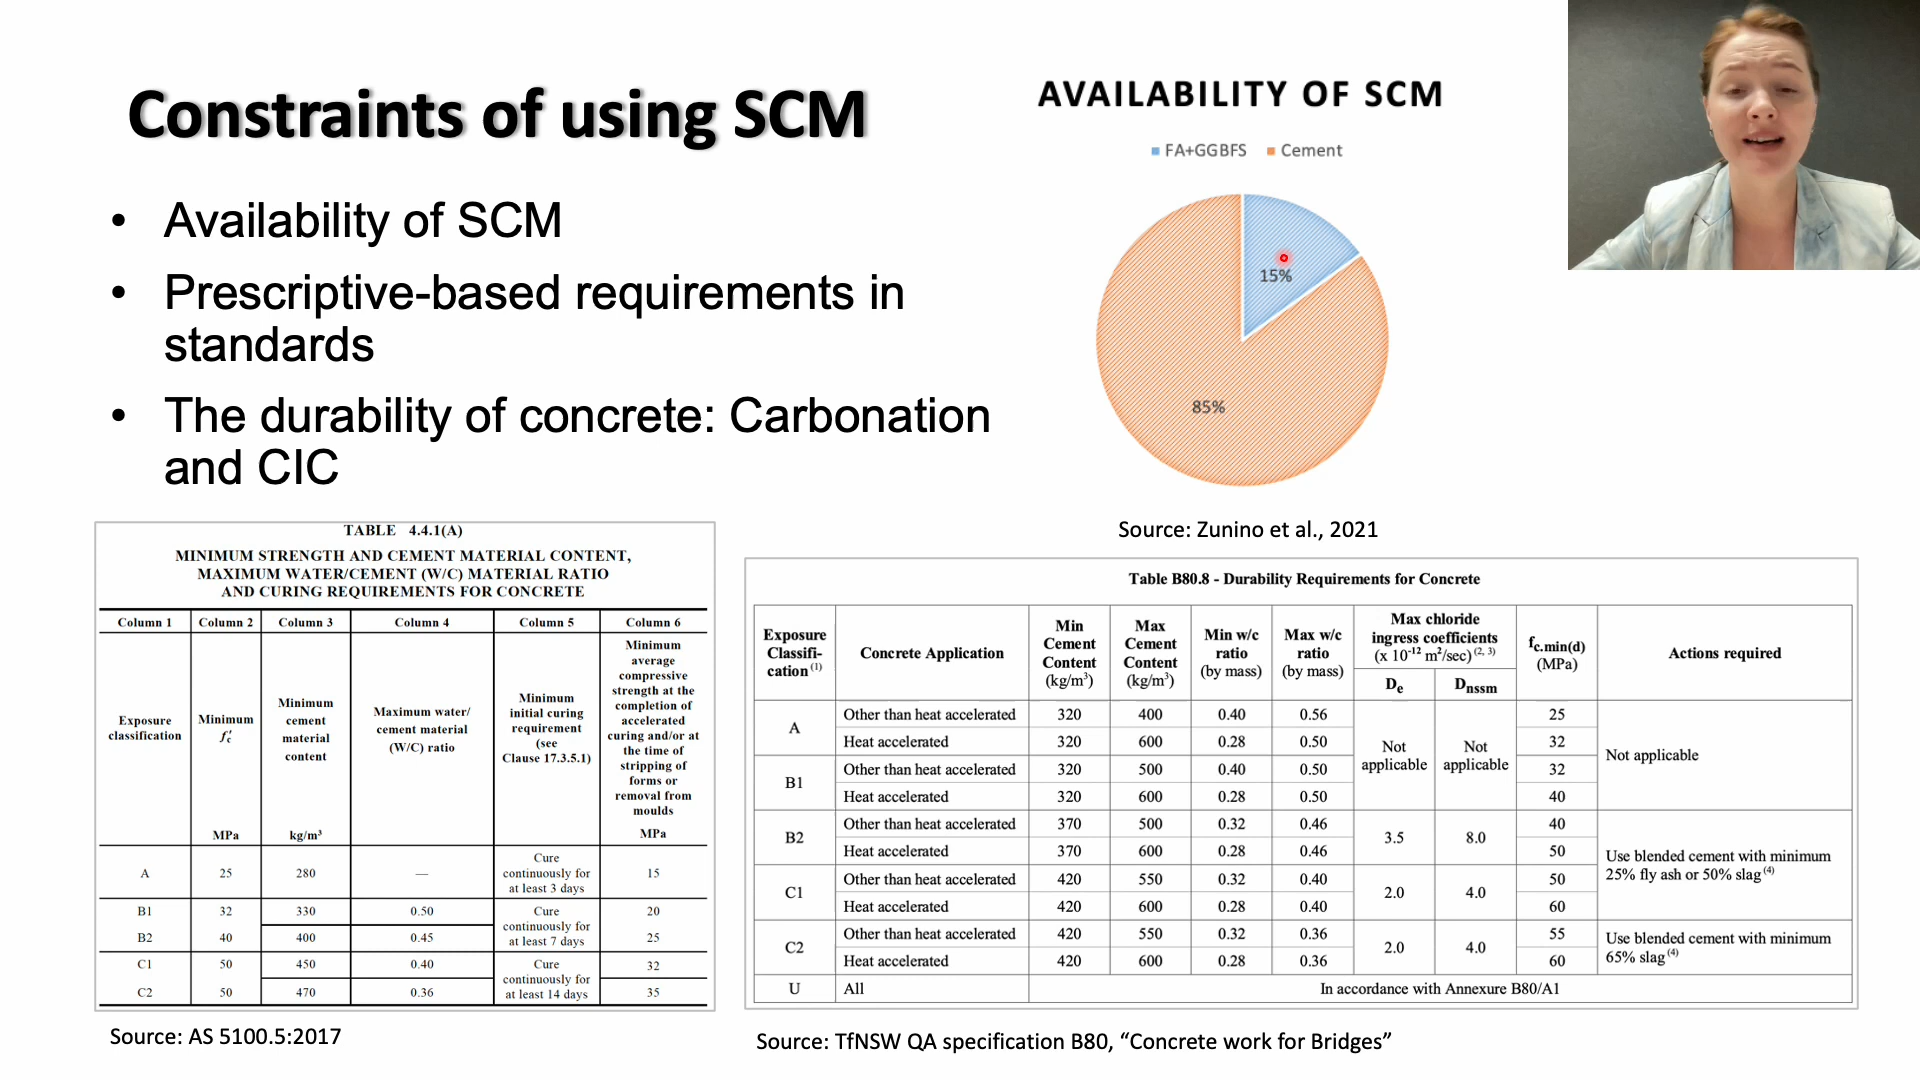 Constraints of using SCM
• Availability of SCM
• Prescriptive-based requirements in
standards
• The durability of concrete: Carbonation
and CIC
AVAILABILITY OF SCM
FA+GGBFS Cement
15%
85%
Source: Zunino et al., 2021
TABLE 4.4.1(A)
MINIMUM STRENGTH AND CEMENT MATERIAL CONTENT,
MAXIMUM WATER/CEMENT (W/C) MATERIAL RATIO
AND CURING REQUIREMENTS FOR CONCRETE
Column 1 Column 2 Column 3 Column 4 Column 5 Column 6
Exposure
classification
Minimum
f′c
MPa
Minimum
cement
material
content
kg/m³
Maximum water/
cement material
(W/C) ratio
Minimum
initial curing
requirement
(see
Clause 17.3.5.1)
Minimum
average
compressive
strength at the
completion of
accelerated
curing and/or at
the time of
stripping of
forms or
removal from
moulds
MPa
A 25 280 — Cure
continuously for
at least 3 days
15
B1 32 330 0.50 Cure
continuously for
at least 7 days
20
B2 40 400 0.45 25
C1 50 450 0.40 Cure
continuously for
at least 14 days
32
C2 50 470 0.36 35
Source: AS 5100.5:2017
Table B80.8 - Durability Requirements for Concrete
Exposure
Classifi-
cation (1)
Concrete Application
Min
Cement
Content
(kg/m³)
Max
Cement
Content
(kg/m³)
Min w/c
ratio
(by mass)
Max w/c
ratio
(by mass)
Max chloride
ingress coefficients
(x 10⁻¹² m²/sec) (2, 3)
De Dnssm
fc.min(d)
(MPa)
Actions required
A Other than heat accelerated 320 400 0.40 0.56 25
Heat accelerated 320 600 0.28 0.50 32
Not
applicable
Not
applicable
Not applicable
B1 Other than heat accelerated 320 500 0.40 0.50 32
Heat accelerated 320 600 0.28 0.50 40
B2 Other than heat accelerated 370 500 0.32 0.46 3.5 8.0 40
Heat accelerated 370 600 0.28 0.46 50
Use blended cement with minimum
25% fly ash or 50% slag (4)
C1 Other than heat accelerated 420 550 0.32 0.40 2.0 4.0 50
Heat accelerated 420 600 0.28 0.40 60
C2 Other than heat accelerated 420 550 0.32 0.36 2.0 4.0 55
Heat accelerated 420 600 0.28 0.36 60
Use blended cement with minimum
65% slag (4)
U All In accordance with Annexure B80/A1
Source: TfNSW QA specification B80, “Concrete work for Bridges”